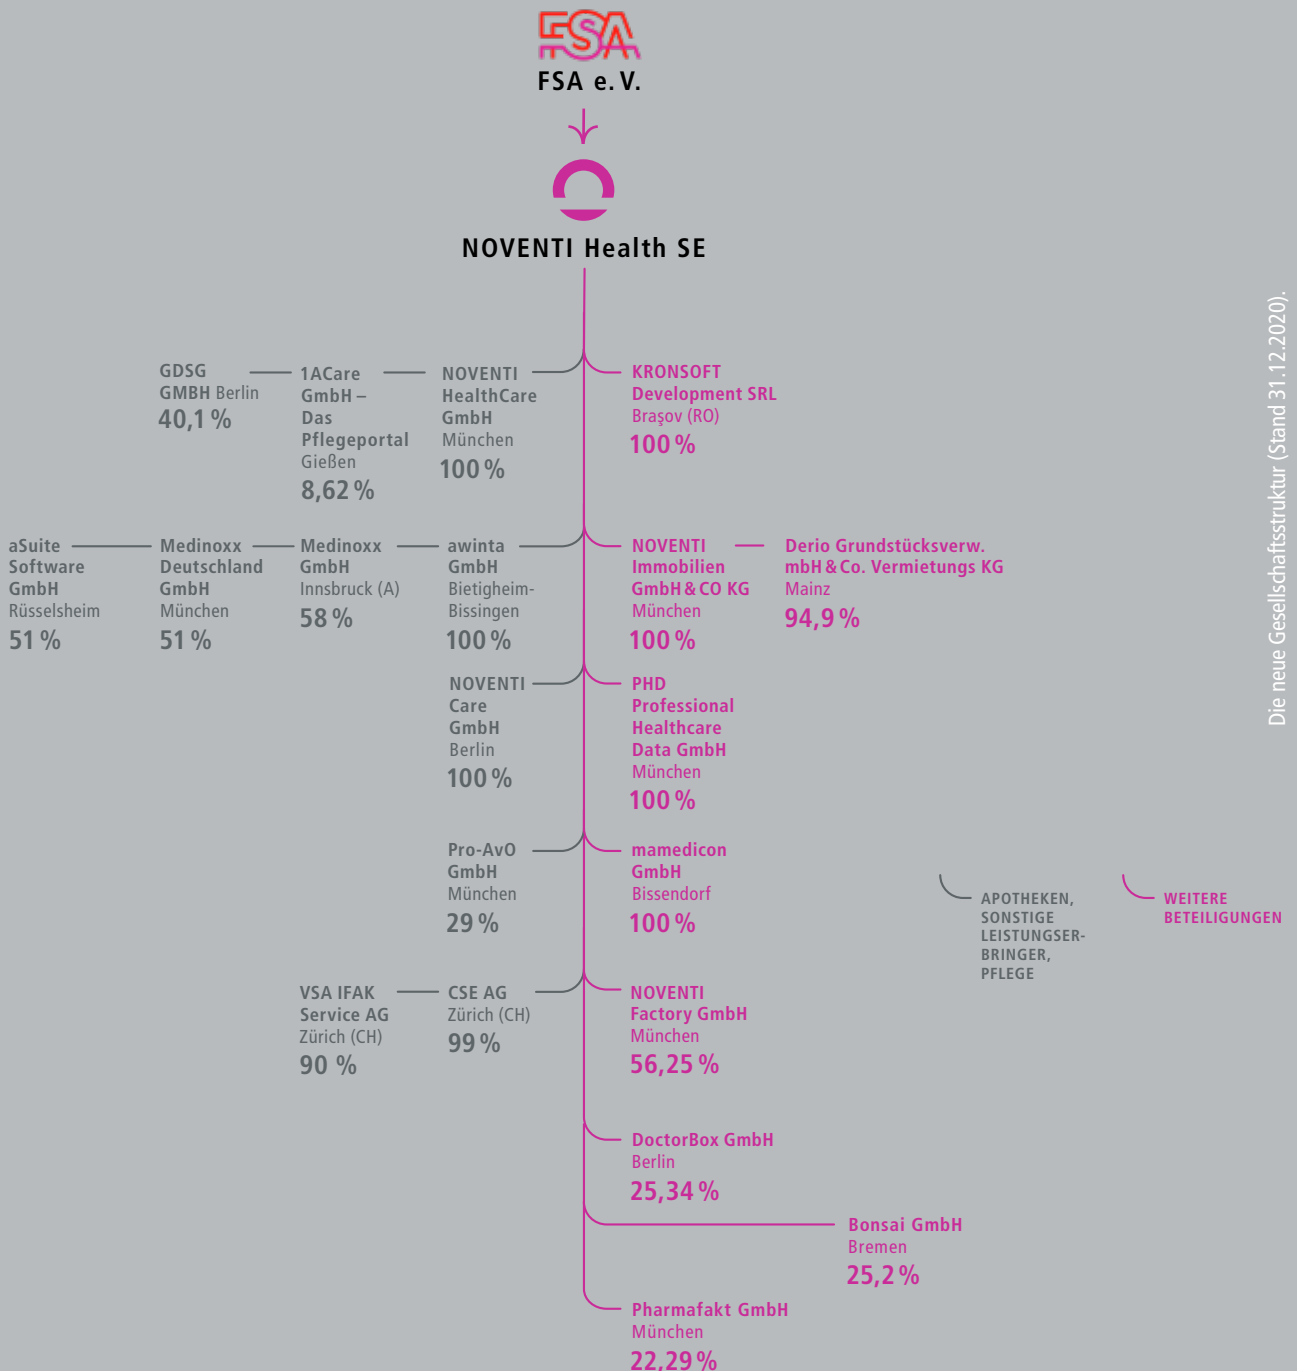 FSA
FSA e. V.
NOVENTI Health SE
GDSG
GMBH Berlin
40,1 %
1ACare
GmbH –
Das
Pflegeportal
Gießen
8,62 %
NOVENTI
HealthCare
GmbH
München
100 %
KRONSOFT
Development SRL
Braşov (RO)
100 %
aSuite
Software
GmbH
Rüsselsheim
51 %
Medinoxx
Deutschland
GmbH
München
51 %
Medinoxx
GmbH
Innsbruck (A)
58 %
awinta
GmbH
Bietigheim-
Bissingen
100 %
NOVENTI
Immobilien
GmbH & CO KG
München
100 %
Derio Grundstücksverw.
mbH & Co. Vermietungs KG
Mainz
94,9 %
NOVENTI
Care
GmbH
Berlin
100 %
PHD
Professional
Healthcare
Data GmbH
München
100 %
Pro-AvO
GmbH
München
29 %
mamedicon
GmbH
Bissendorf
100 %
VSA IFAK
Service AG
Zürich (CH)
90 %
CSE AG
Zürich (CH)
99 %
NOVENTI
Factory GmbH
München
56,25 %
DoctorBox GmbH
Berlin
25,34 %
Bonsai GmbH
Bremen
25,2 %
Pharmafakt GmbH
München
22,29 %
APOTHEKEN,
SONSTIGE
LEISTUNGSER-
BRINGER,
PFLEGE
WEITERE
BETEILIGUNGEN
Die neue Gesellschaftsstruktur (Stand 31.12.2020).